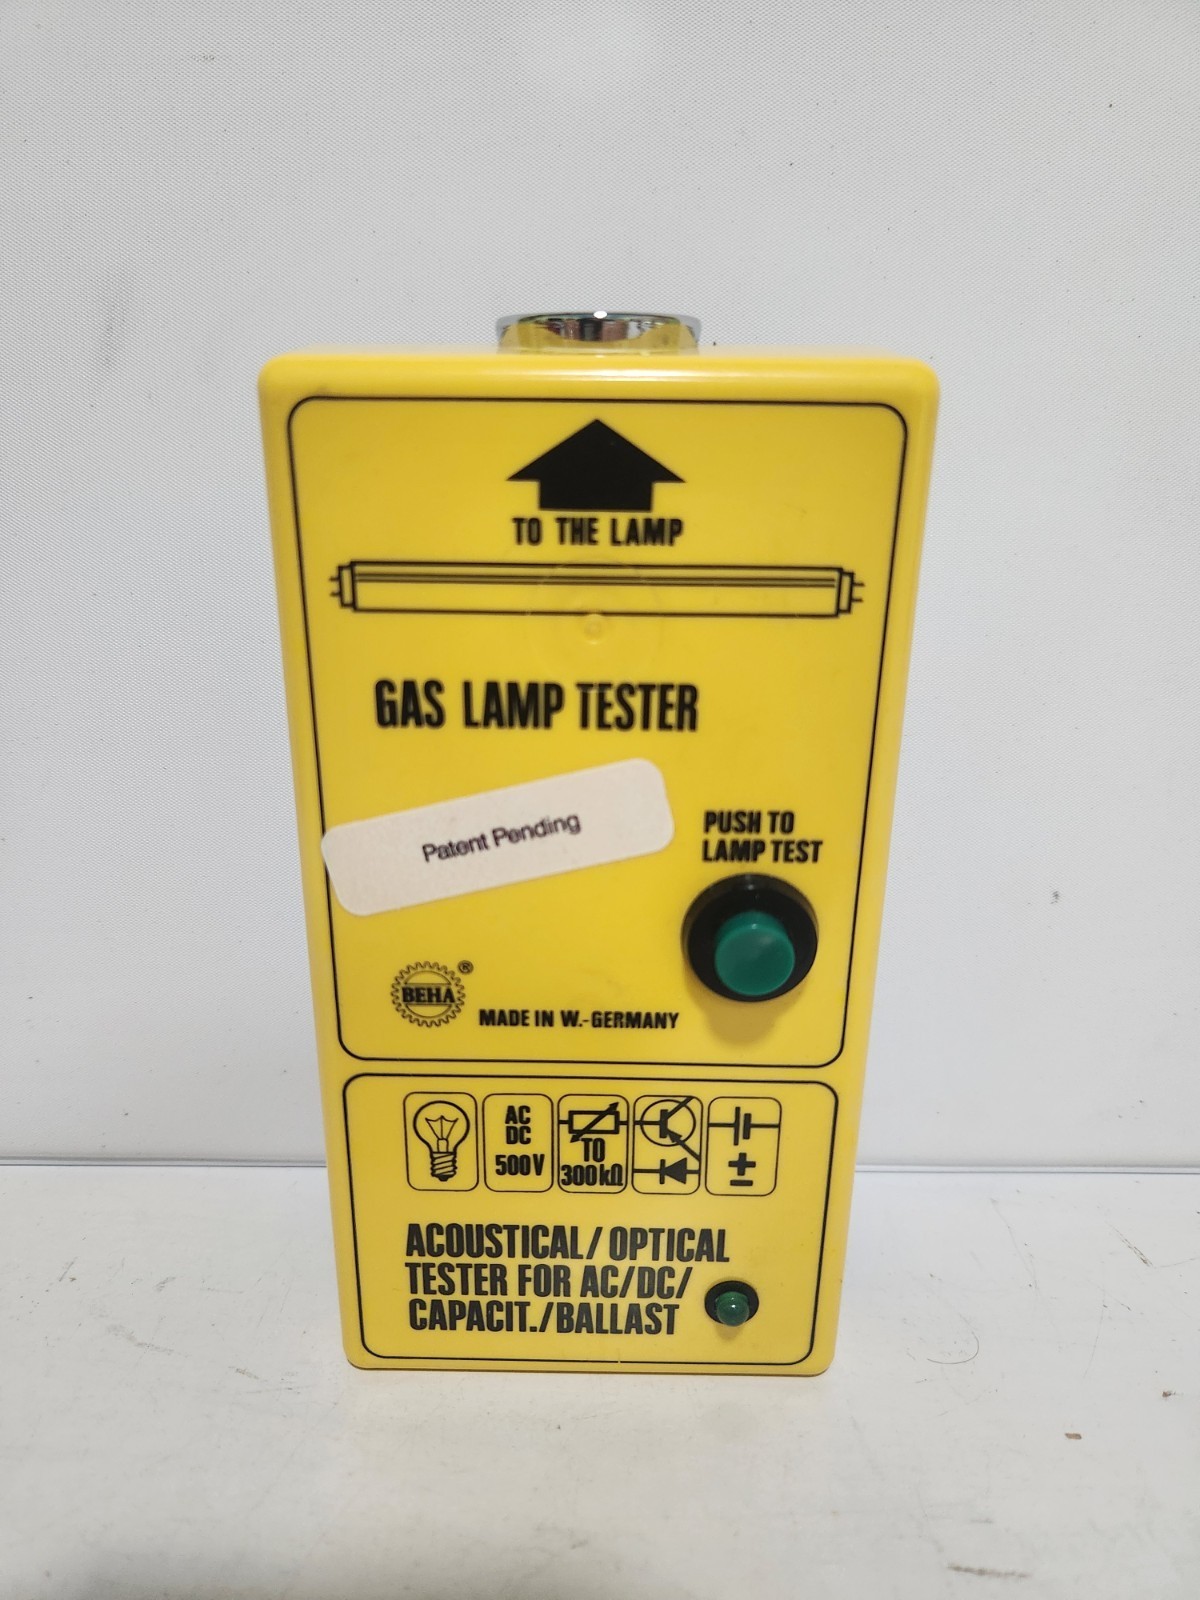 TO THE LAMP
GAS LAMP TESTER
Patent Pending
PUSH TO
LAMP TEST
BEHA®
MADE IN W.-GERMANY
AC
DC
500V
TO
300kΩ
ACOUSTICAL/OPTICAL
TESTER FOR AC/DC/
CAPACIT./BALLAST